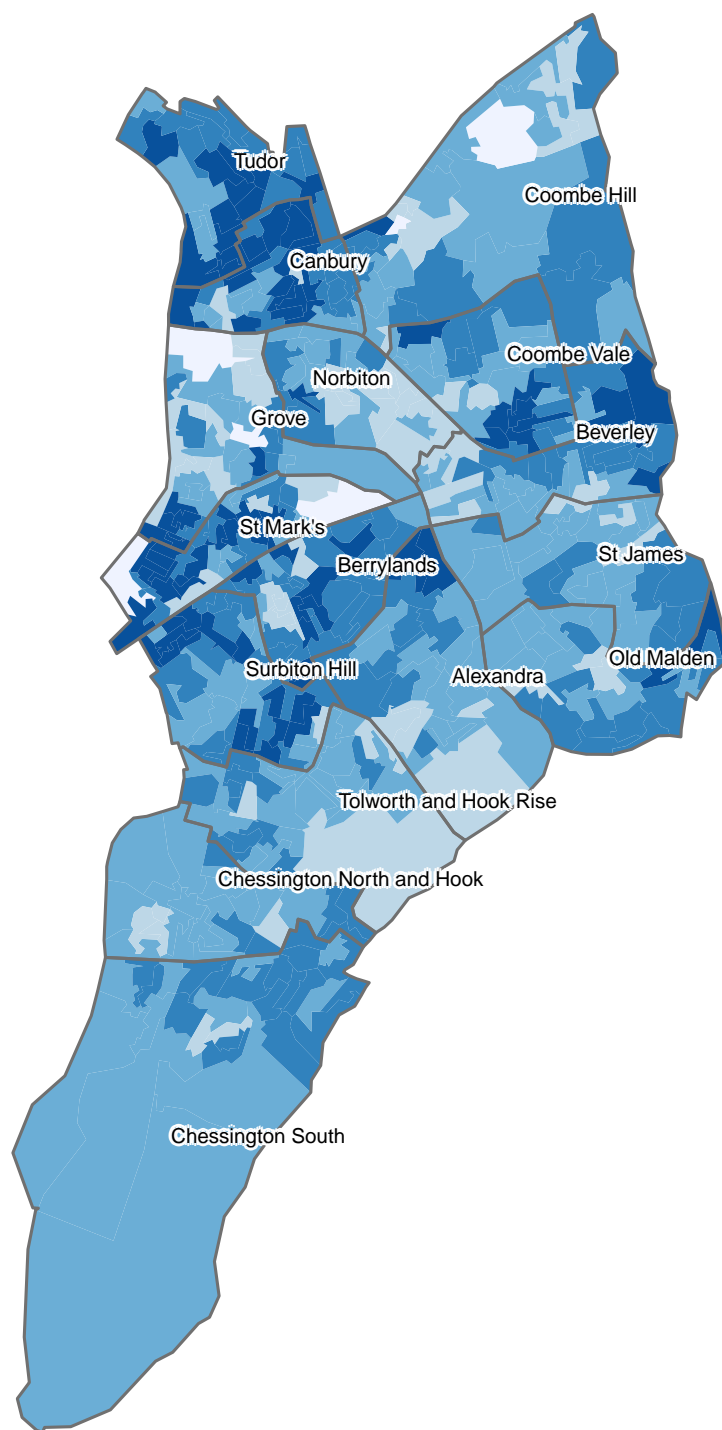 Tudor
Coombe Hill
Canbury
Coombe Vale
Norbiton
Grove
Beverley
St Mark's
St James
Berrylands
Old Malden
Surbiton Hill
Alexandra
Tolworth and Hook Rise
Chessington North and Hook
Chessington South